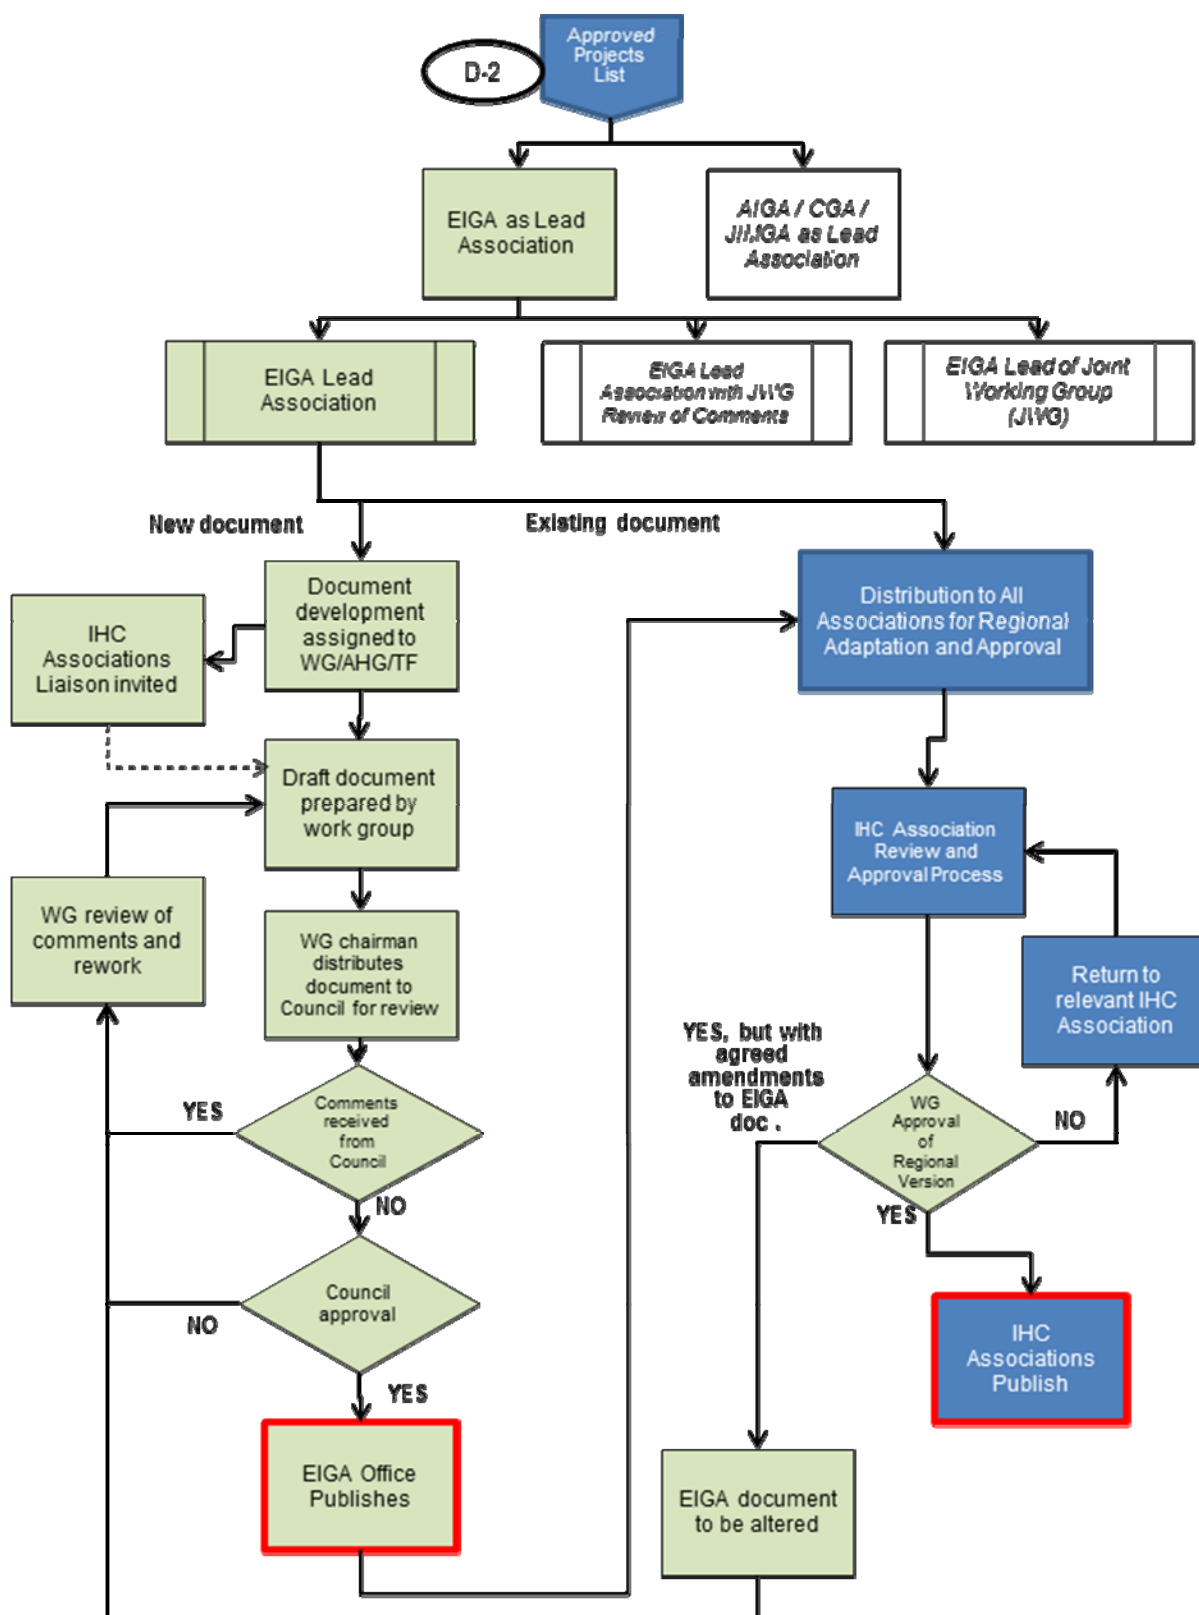 Approved
Projects
List
D-2
EIGA as Lead
Association
AIGA / CGA /
JIMGA as Lead
Association
EIGA Lead
Association
EIGA Lead
Association with JWG
Review of Comments
EIGA Lead of Joint
Working Group
(JWG)
New document
Existing document
Document
development
assigned to
WG/AHG/TF
IHC
Associations
Liaison invited
Distribution to All
Associations for Regional
Adaptation and Approval
Draft document
prepared by
work group
IHC Association
Review and
Approval Process
WG review of
comments and
rework
WG chairman
distributes
document to
Council for review
Return to
relevant IHC
Association
YES, but with
agreed
amendments
to EIGA
doc .
YES
Comments
received
from
Council
NO
WG
Approval
of
Regional
Version
NO
YES
Council
approval
NO
YES
IHC
Associations
Publish
EIGA Office
Publishes
EIGA document
to be altered